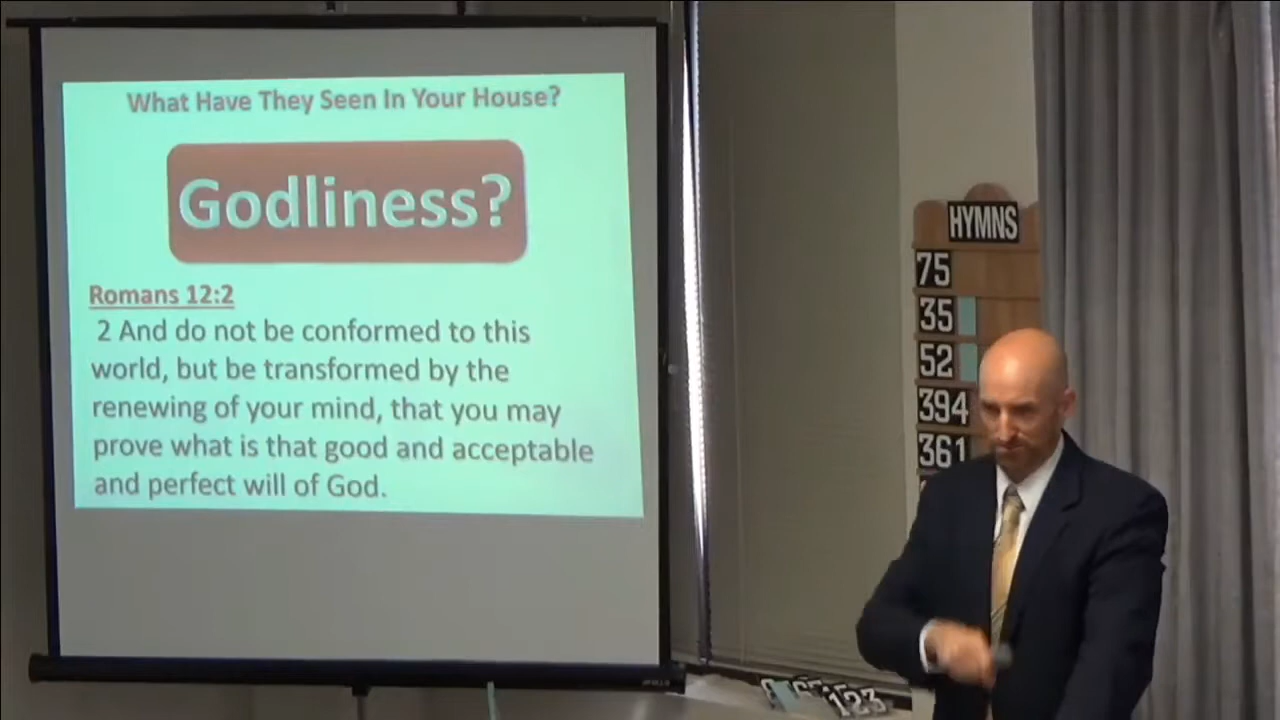 What Have They Seen In Your House?
Godliness?
Romans 12:2
2 And do not be conformed to this
world, but be transformed by the
renewing of your mind, that you may
prove what is that good and acceptable
and perfect will of God.
HYMNS
75
35
52
394
361
123